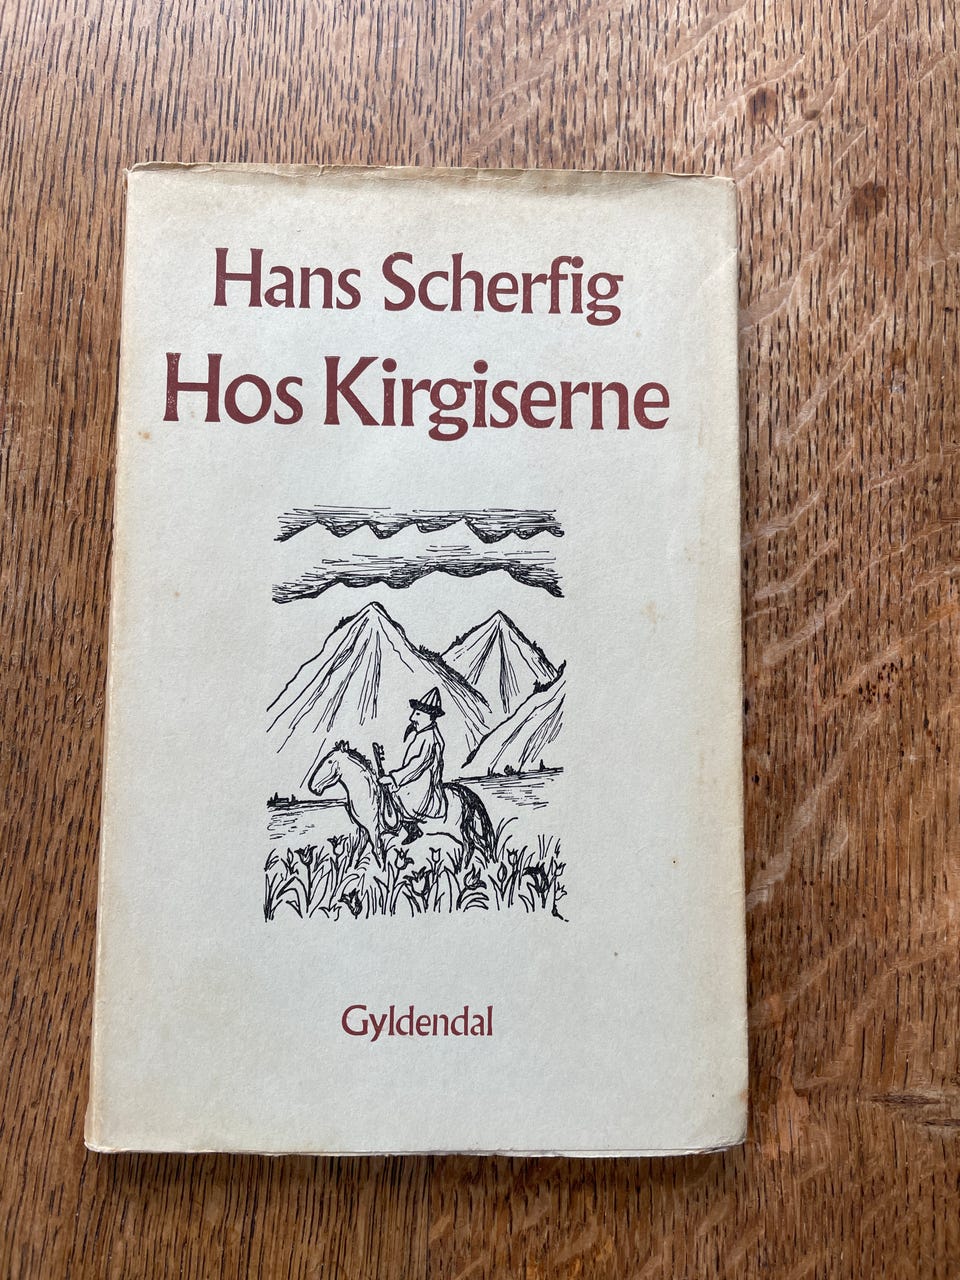 Hans Scherfig
Hos Kirgiserne
Gyldendal